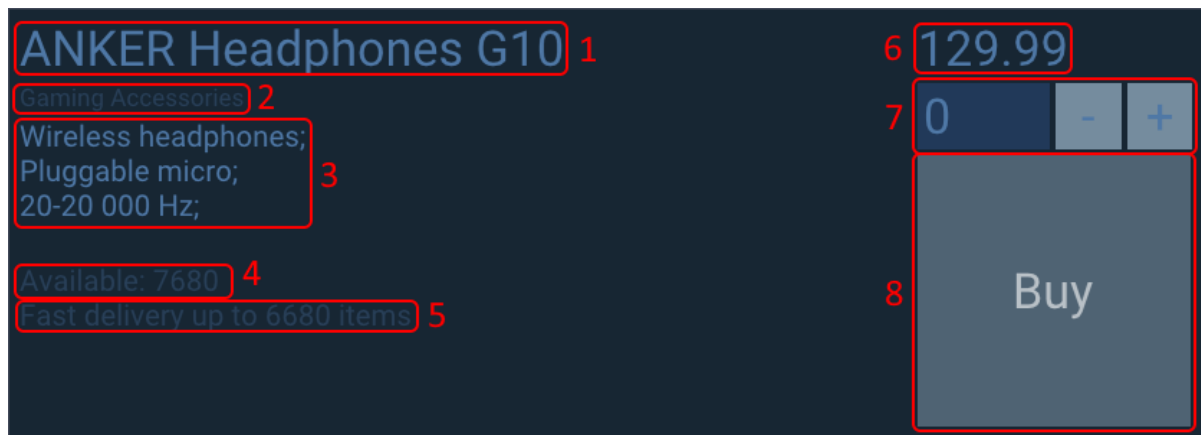 ANKER Headphones G10 1
6 129.99
Gaming Accessories 2
7 0 - +
Wireless headphones;
Pluggable micro; 3
20-20 000 Hz;
Available: 7680 4
8 Buy
Fast delivery up to 6680 items 5